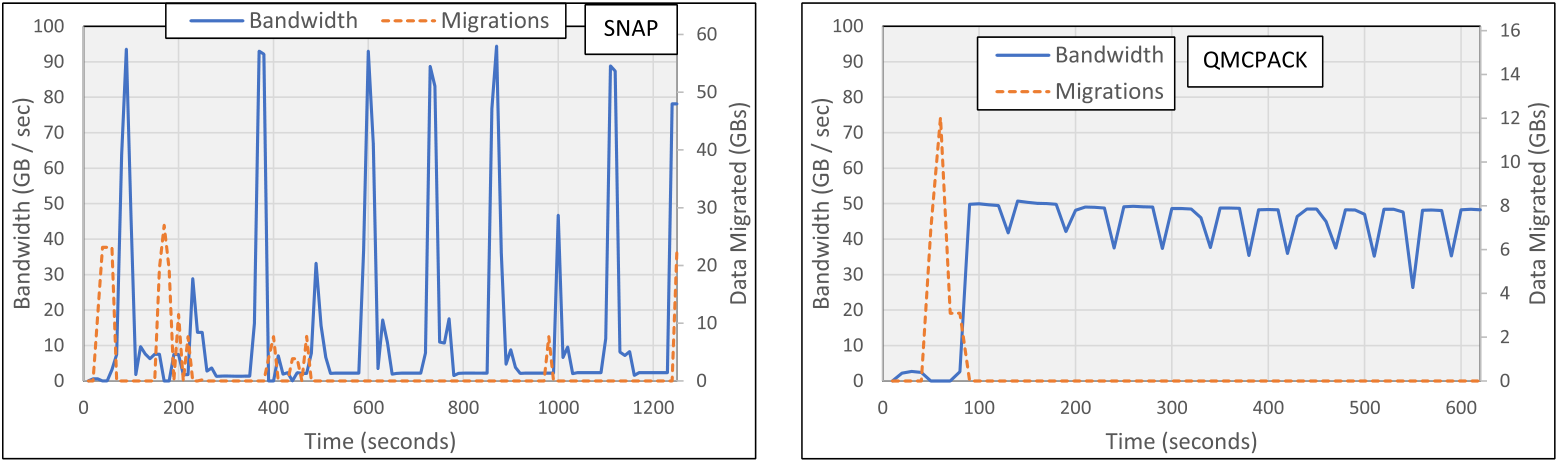 Bandwidth Migrations
SNAP
Bandwidth (GB / sec)
100
90
80
70
60
50
40
30
20
10
0
60
50
40
30
20
10
0
Data Migrated (GBs)
0 200 400 600 800 1000 1200
Time (seconds)
Bandwidth
Migrations
QMCPACK
Bandwidth (GB / sec)
100
90
80
70
60
50
40
30
20
10
0
16
14
12
10
8
6
4
2
0
Data Migrated (GBs)
0 100 200 300 400 500 600
Time (seconds)